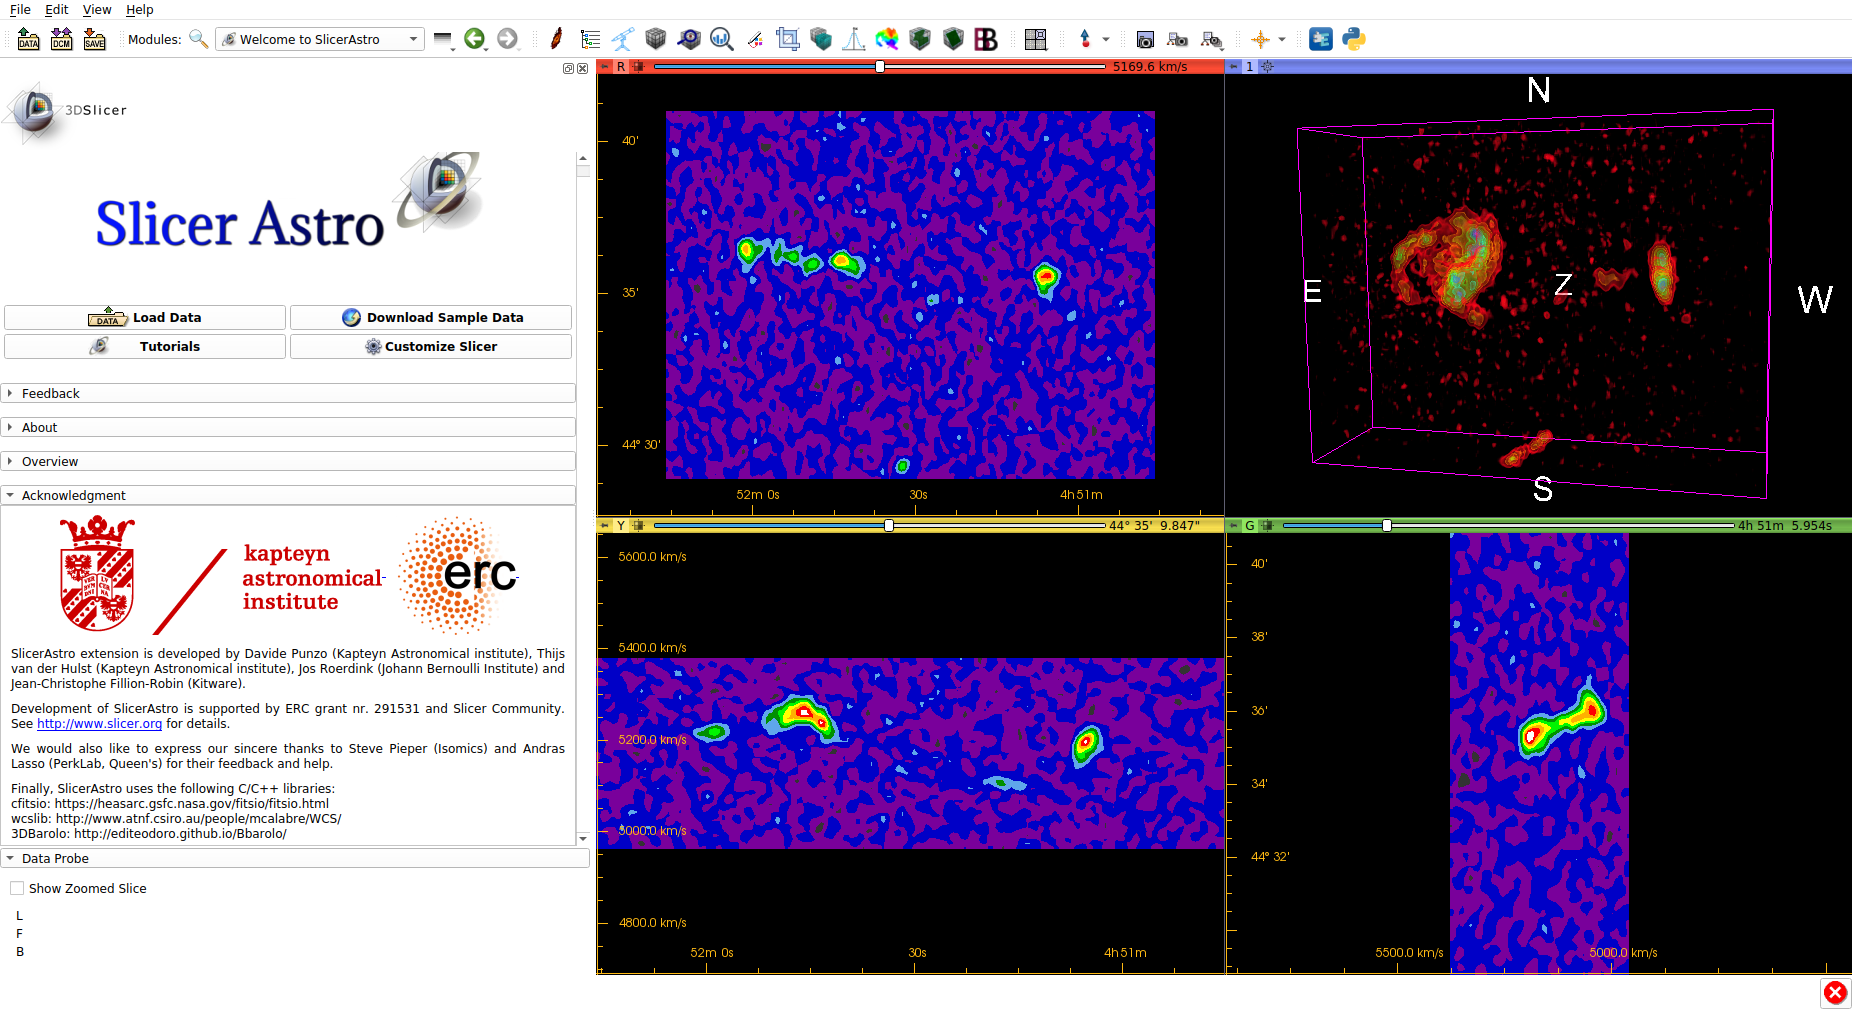 File Edit View Help
DATA DCM SAVE Modules: Welcome to SlicerAstro
3DSlicer
Slicer Astro
DATA Load Data Download Sample Data
Tutorials Customize Slicer
Feedback
About
Overview
Acknowledgment
kapteyn
astronomical
institute
erc
SlicerAstro extension is developed by Davide Punzo (Kapteyn Astronomical institute), Thijs
van der Hulst (Kapteyn Astronomical institute), Jos Roerdink (Johann Bernoulli Institute) and
Jean-Christophe Fillion-Robin (Kitware).
Development of SlicerAstro is supported by ERC grant nr. 291531 and Slicer Community.
See http://www.slicer.org for details.
We would also like to express our sincere thanks to Steve Pieper (Isomics) and Andras
Lasso (PerkLab, Queen's) for their feedback and help.
Finally, SlicerAstro uses the following C/C++ libraries:
cfitsio: https://heasarc.gsfc.nasa.gov/fitsio/fitsio.html
wcslib: http://www.atnf.csiro.au/people/mcalabre/WCS/
3DBarolo: http://editeodoro.github.io/Bbarolo/
Data Probe
Show Zoomed Slice
L
F
B
R 5169.6 km/s
40'
35'
44° 30'
52m 0s 30s 4h51m
1
N
E Z W
S
Y 44° 35' 9.847"
5600.0 km/s
5400.0 km/s
5200.0 km/s
5000.0 km/s
4800.0 km/s
52m 0s 30s 4h51m
G 4h 51m 5.954s
40'
38'
36'
34'
44° 32'
5500.0 km/s 5000.0 km/s